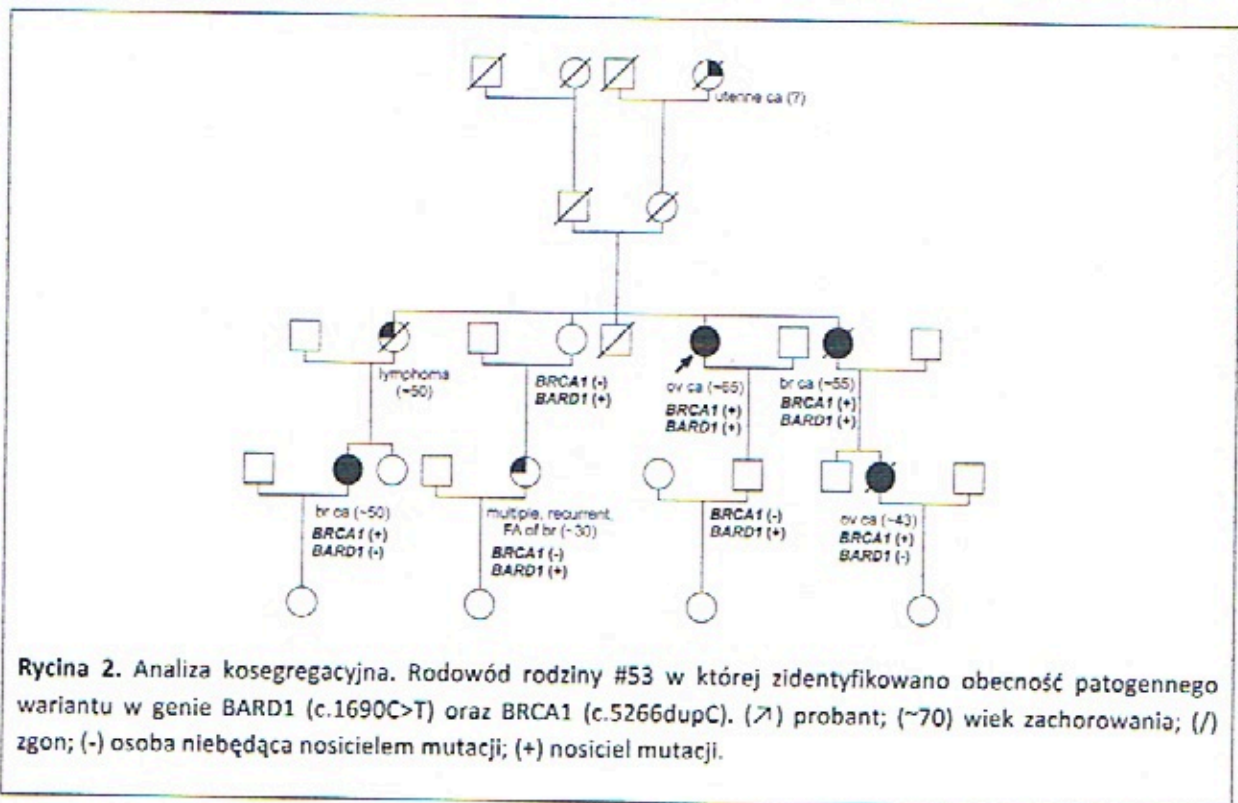 uterine ca (?)
lymphoma
(~50)
BRCA1 (-)
BARD1 (+)
ov ca (~65)
BRCA1 (+)
BARD1 (+)
br ca (~55)
BRCA1 (+)
BARD1 (+)
br ca (~50)
BRCA1 (+)
BARD1 (-)
multiple, recurrent,
FA of br (~30)
BRCA1 (-)
BARD1 (+)
BRCA1 (-)
BARD1 (+)
ov ca (~43)
BRCA1 (+)
BARD1 (-)
Rycina 2. Analiza kosegregacyjna. Rodowód rodziny #53 w której zidentyfikowano obecność patogennego
wariantu w genie BARD1 (c.1690C>T) oraz BRCA1 (c.5266dupC). (↗) probant; (~70) wiek zachorowania; (/)
zgon; (-) osoba niebędąca nosicielem mutacji; (+) nosiciel mutacji.